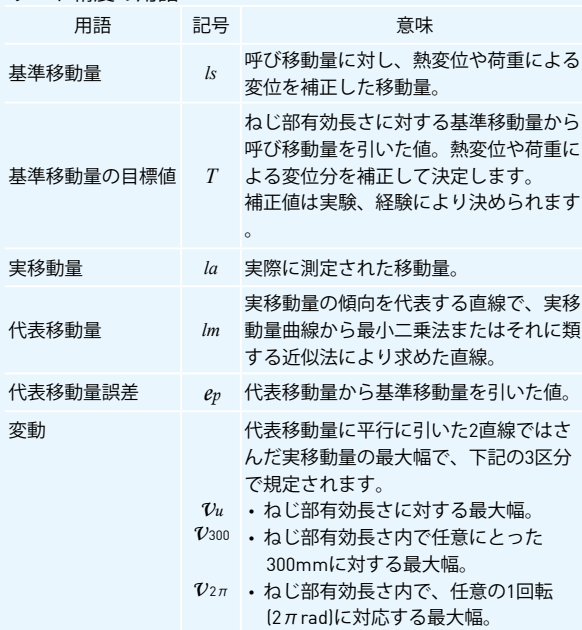 用語 記号 意味
基準移動量 ls 呼び移動量に対し、熱変位や荷重による
変位を補正した移動量。
ねじ部有効長さに対する基準移動量から
呼び移動量を引いた値。熱変位や荷重に
基準移動量の目標値 T よる変位分を補正して決定します。
補正値は実験、経験により決められます
。
実移動量 la 実際に測定された移動量。
実移動量の傾向を代表する直線で、実移
代表移動量 lm 動量曲線から最小二乗法またはそれに類
する近似法により求めた直線。
代表移動量誤差 ep 代表移動量から基準移動量を引いた値。
変動 代表移動量に平行に引いた2直線ではさ
んだ実移動量の最大幅で、下記の3区分
で規定されます。
υu ・ねじ部有効長さに対する最大幅。
υ300 ・ねじ部有効長さ内で任意にとった
300mmに対する最大幅。
υ2π ・ねじ部有効長さ内で、任意の1回転
(2πrad)に対応する最大幅。